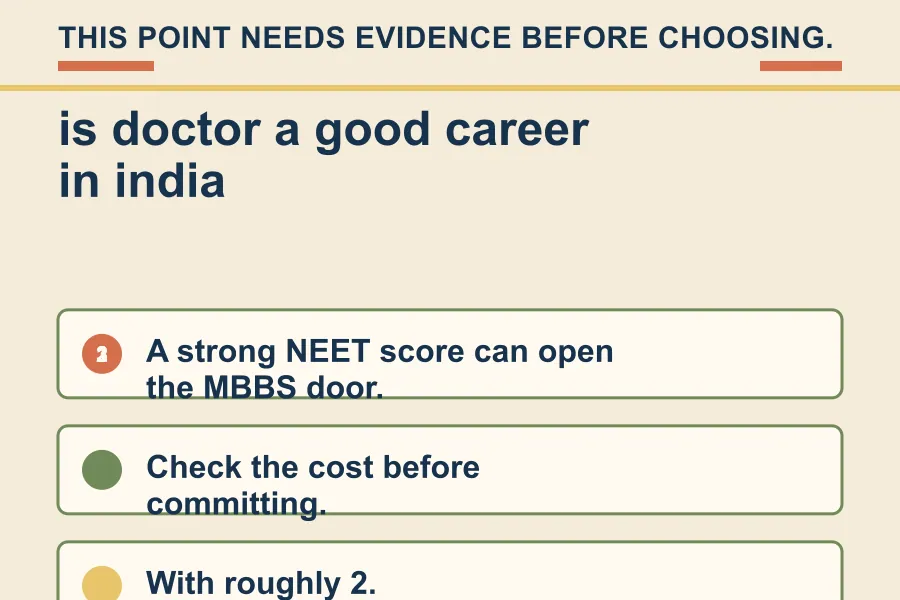 THIS POINT NEEDS EVIDENCE BEFORE CHOOSING.
is doctor a good career
in india
A strong NEET score can open
the MBBS door.
Check the cost before
committing.
With roughly 2.